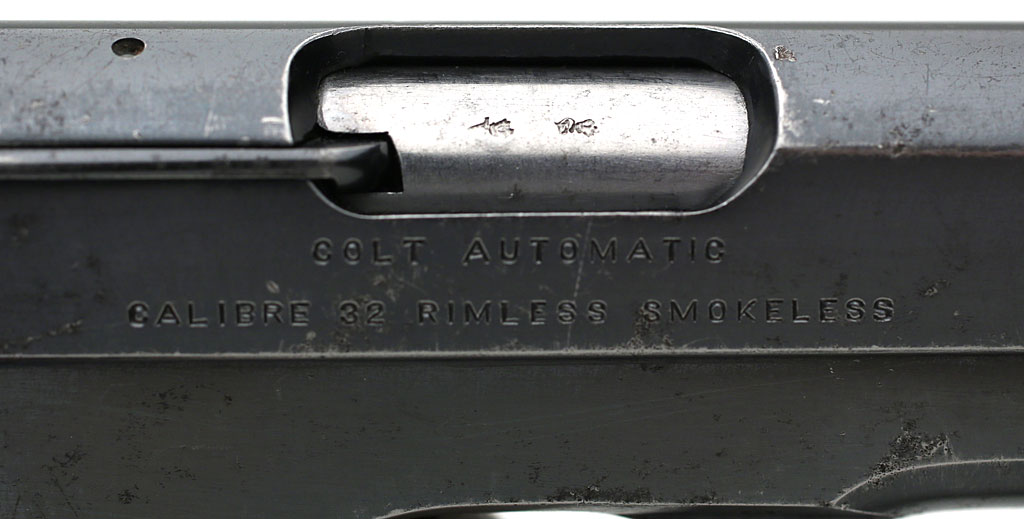 COLT AUTOMATIC
CALIBRE 32 RIMLESS SMOKELESS